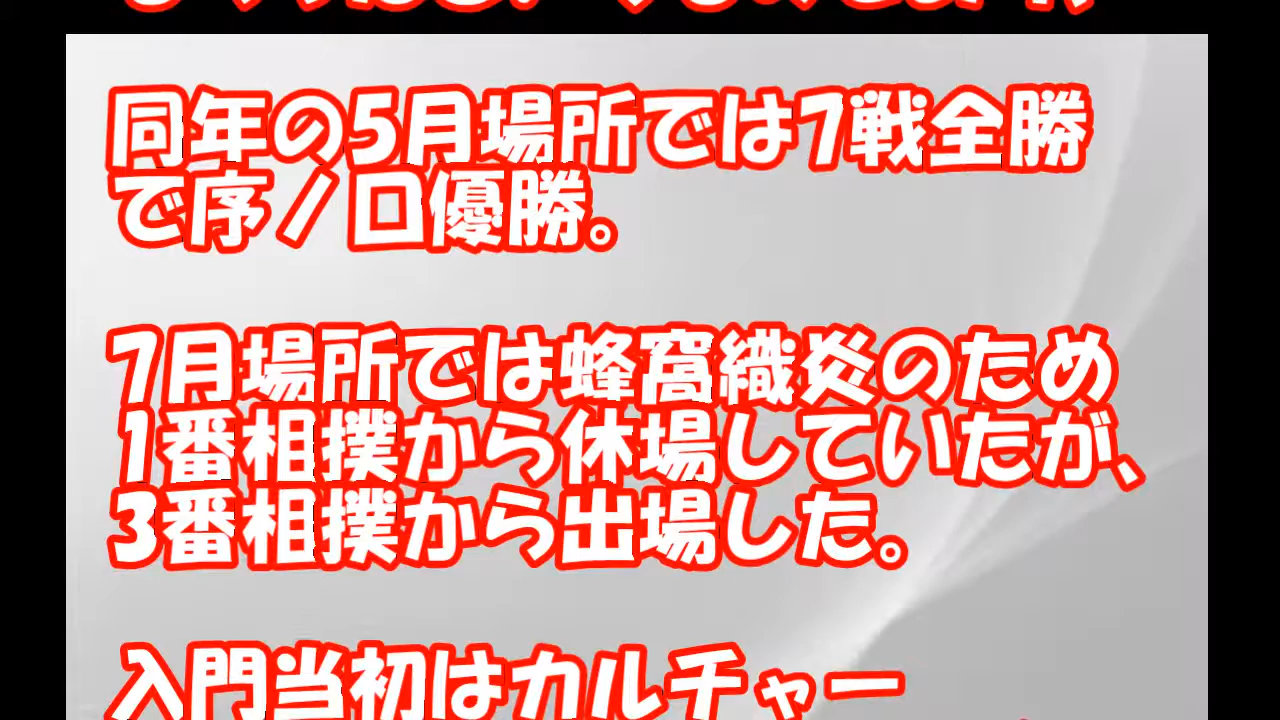 同年の5月場所では7戦全勝
で序ノ口優勝。
7月場所では蜂窩織炎のため
1番相撲から休場していたが、
3番相撲から出場した。
入門当初はカルチャー